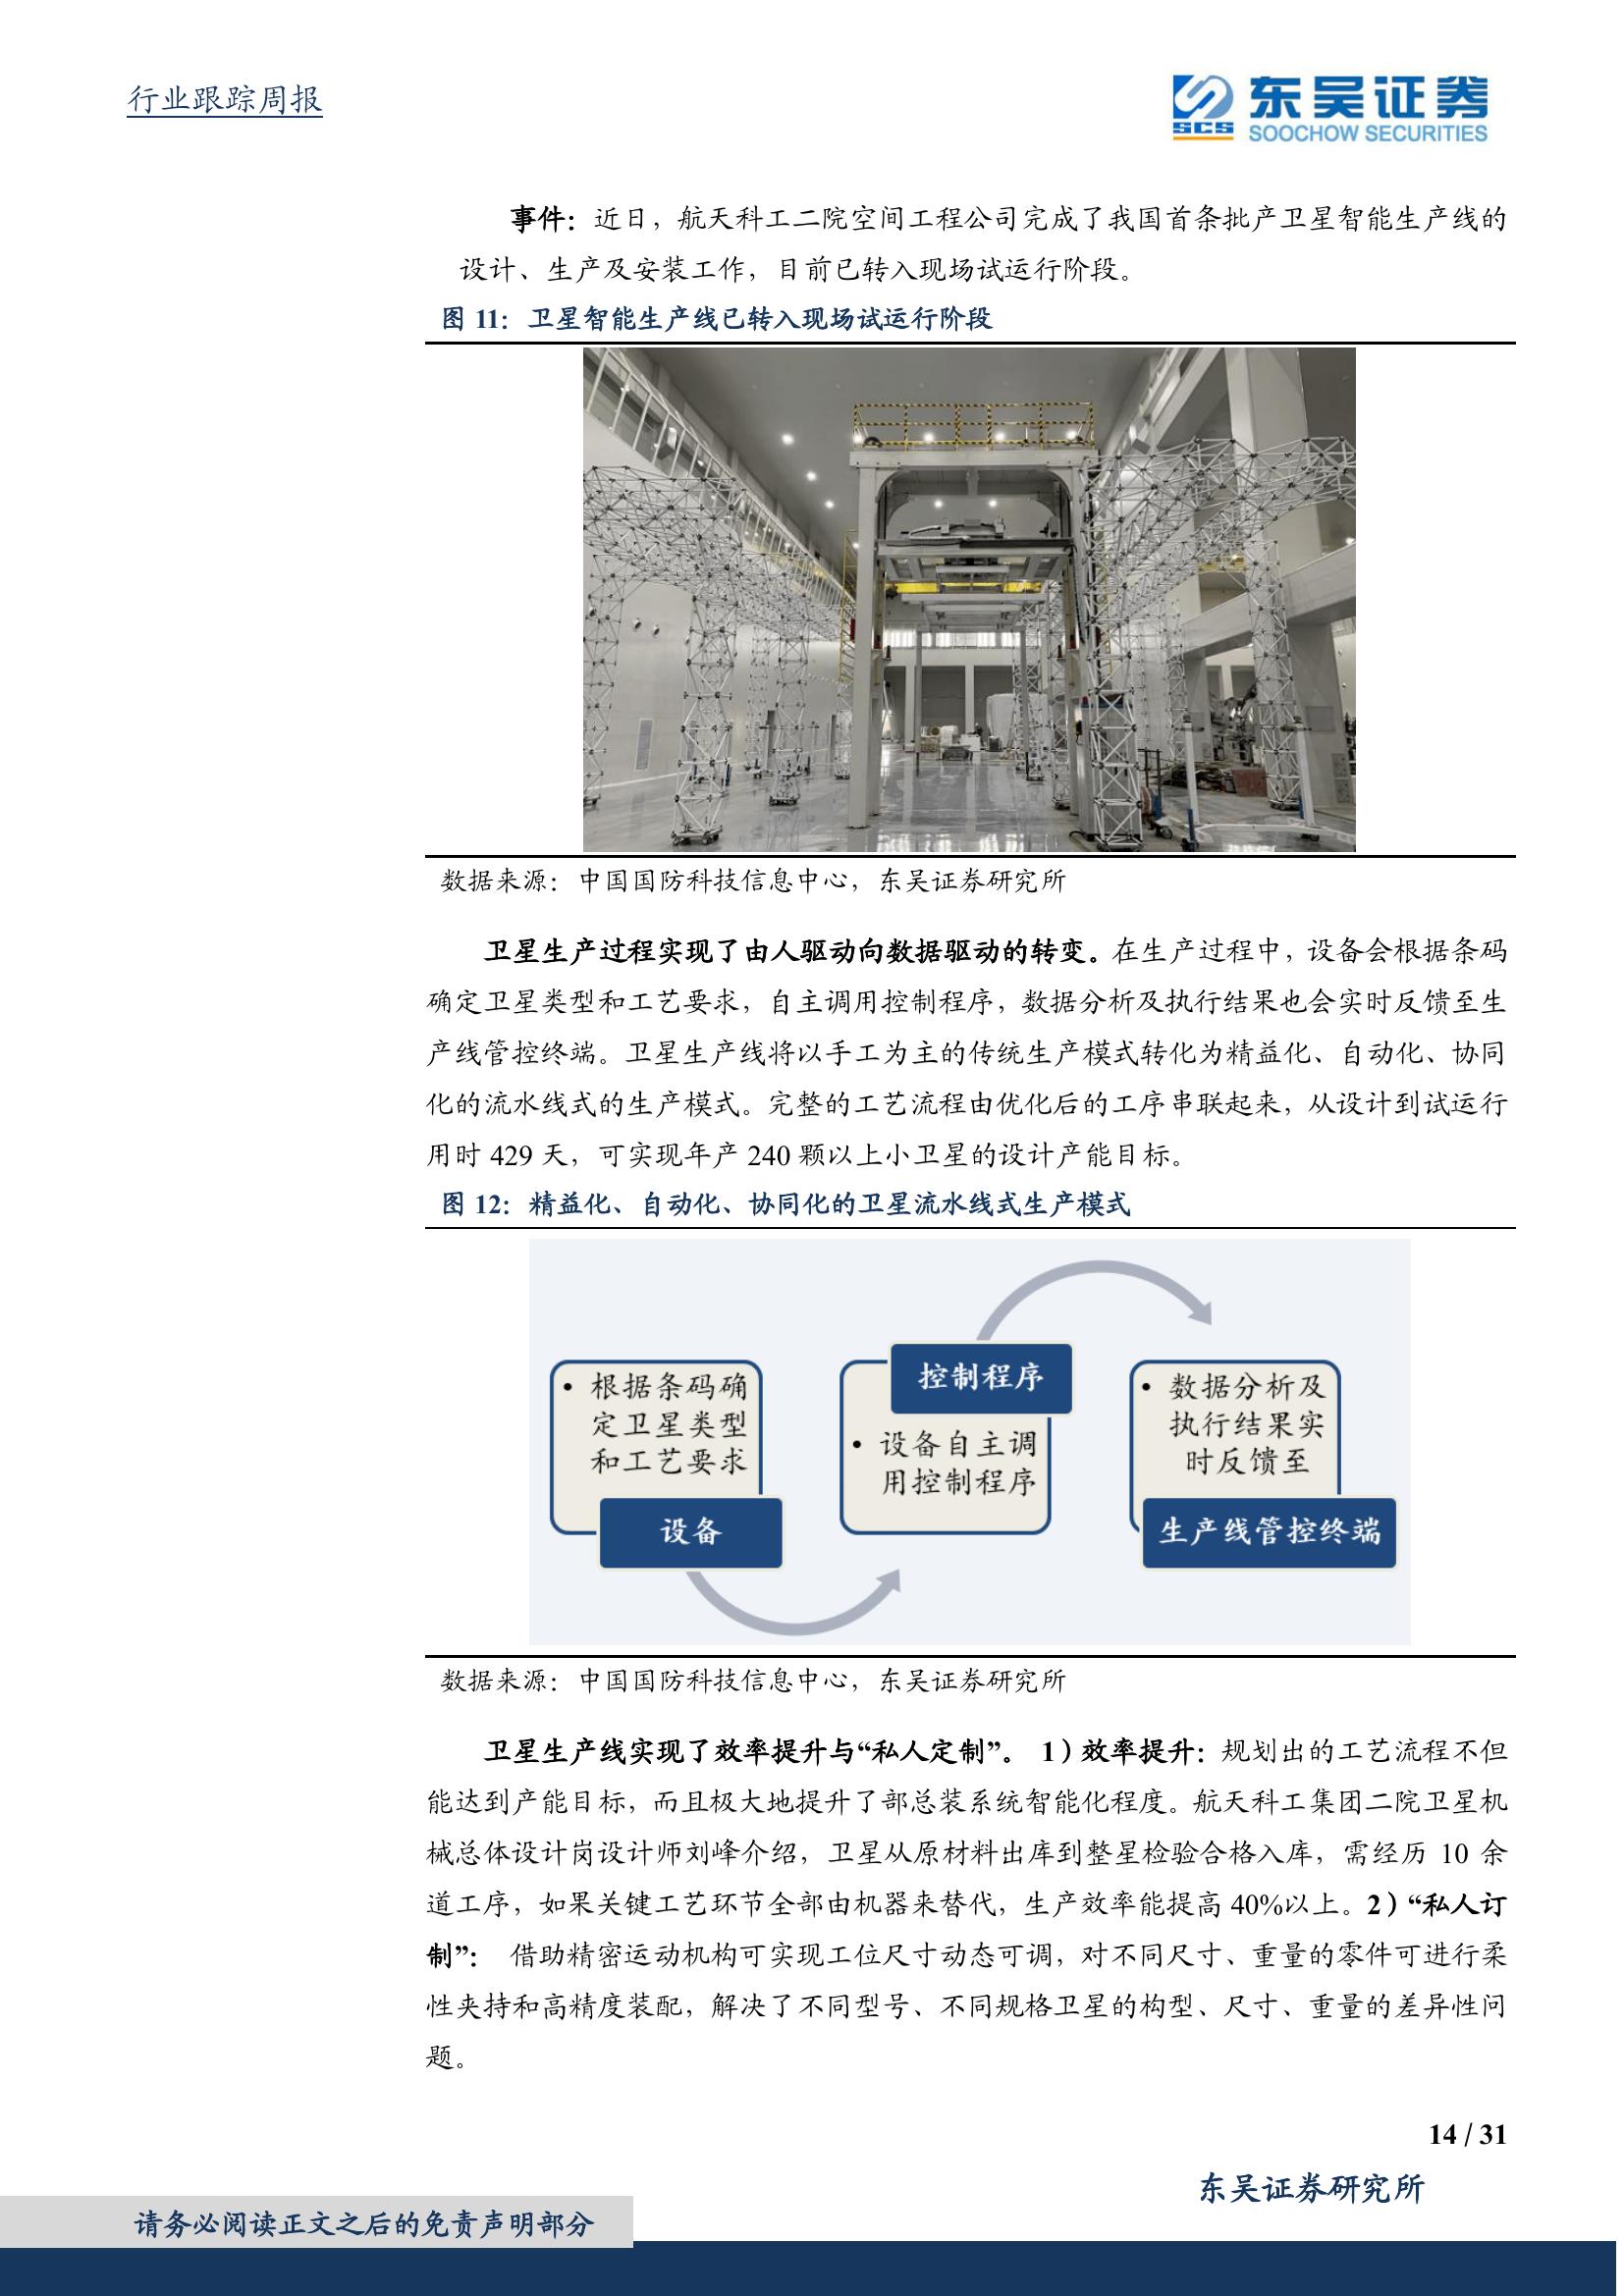 行业跟踪周报
东吴证券
SCS
SOOCHOW SECURITIES
事件：近日，航天科工二院空间工程公司完成了我国首条批产卫星智能生产线的
设计、生产及安装工作，目前已转入现场试运行阶段。
图 11：卫星智能生产线已转入现场试运行阶段
数据来源：中国国防科技信息中心，东吴证券研究所
卫星生产过程实现了由人驱动向数据驱动的转变。在生产过程中，设备会根据条码
确定卫星类型和工艺要求，自主调用控制程序，数据分析及执行结果也会实时反馈至生
产线管控终端。卫星生产线将以手工为主的传统生产模式转化为精益化、自动化、协同
化的流水线式的生产模式。完整的工艺流程由优化后的工序串联起来，从设计到试运行
用时 429 天，可实现年产 240 颗以上小卫星的设计产能目标。
图 12：精益化、自动化、协同化的卫星流水线式生产模式
• 根据条码确
定卫星类型
和工艺要求
设备
控制程序
• 设备自主调
用控制程序
• 数据分析及
执行结果实
时反馈至
生产线管控终端
数据来源：中国国防科技信息中心，东吴证券研究所
卫星生产线实现了效率提升与“私人定制”。 1）效率提升：规划出的工艺流程不但
能达到产能目标，而且极大地提升了部总装系统智能化程度。航天科工集团二院卫星机
械总体设计岗设计师刘峰介绍，卫星从原材料出库到整星检验合格入库，需经历 10 余
道工序，如果关键工艺环节全部由机器来替代，生产效率能提高 40%以上。2）“私人订
制”： 借助精密运动机构可实现工位尺寸动态可调，对不同尺寸、重量的零件可进行柔
性夹持和高精度装配，解决了不同型号、不同规格卫星的构型、尺寸、重量的差异性问
题。
14 / 31
东吴证券研究所
请务必阅读正文之后的免责声明部分